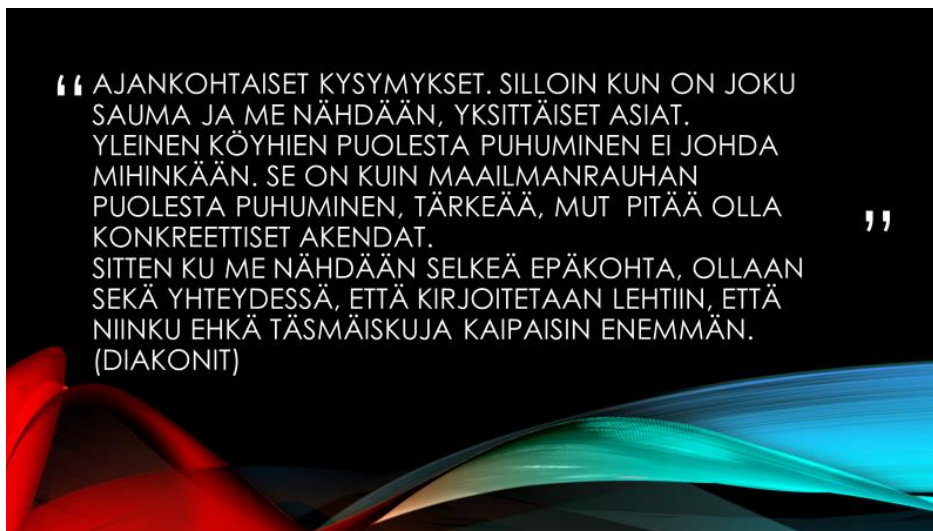 “ AJANKOHTAISET KYSYMYKSET. SILLOIN KUN ON JOKU
SAUMA JA ME NÄHDÄÄN, YKSITTÄISET ASIAT.
YLEINEN KÖYHIEN PUOLESTA PUHUMINEN EI JOHDA
MIHINKÄÄN. SE ON KUIN MAAILMANRAUHAN
PUOLESTA PUHUMINEN, TÄRKEÄÄ, MUT PITÄÄ OLLA
KONKREETTISET AKENDAT.
SITTEN KU ME NÄHDÄÄN SELKEÄ EPÄKOHTA, OLLAAN
SEKÄ YHTEYDESSÄ, ETTÄ KIRJOITETAAN LEHTIIN, ETTÄ
NIINKU EHKÄ TÄSMÄISKUJA KAIPAISIN ENEMMÄN.
(DIAKONIT) ”